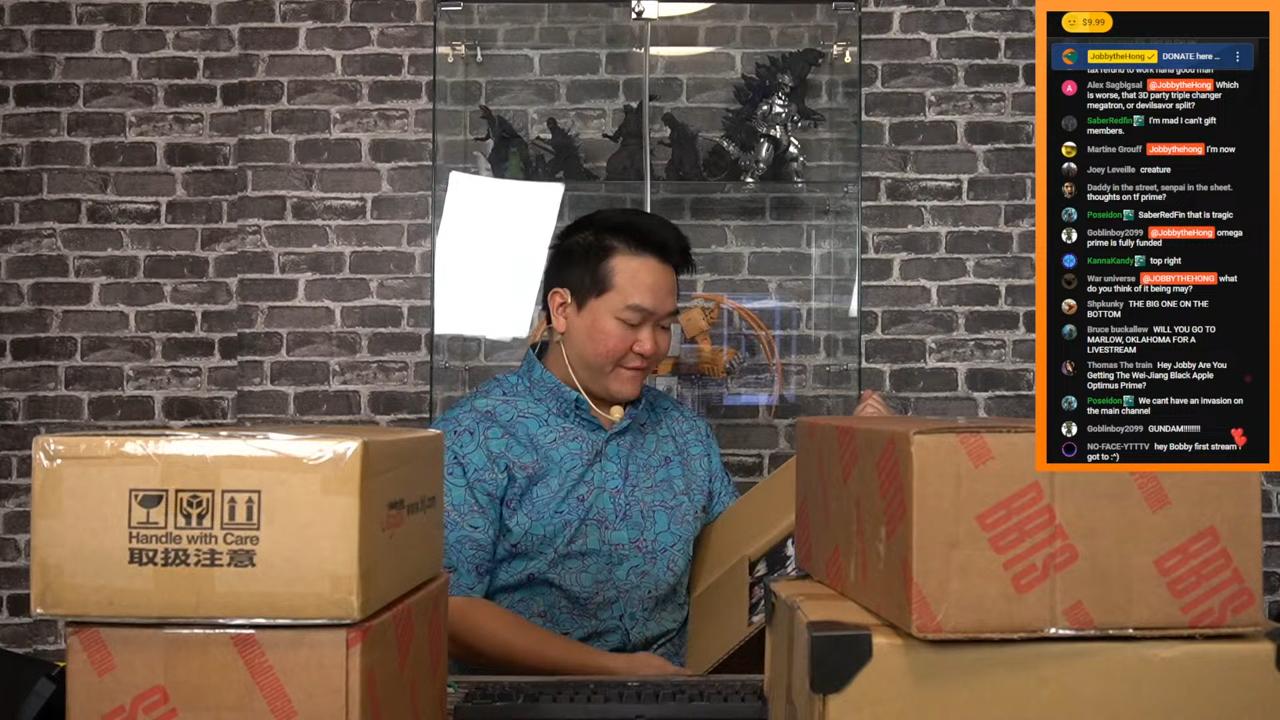 $9.99
JobbytheHong DONATE here ...
tax refund to work haha good man
Alex Sagbigsal @JobbytheHong Which
is worse, that 3D party triple changer
megatron, or devilsavor split?
SaberRedfin I'm mad I can't gift
members.
Martine Grouff Jobbythehong I'm now
Joey Leveille creature
Daddy in the street, senpai in the sheet.
thoughts on tf prime?
Poseidon SaberRedFin that is tragic
Goblinboy2099 @JobbytheHong omega
prime is fully funded
KannaKandy top right
War universe @JOBBYTHEHONG what
do you think of it being may?
Shpkunky THE BIG ONE ON THE
BOTTOM
Bruce buckallew WILL YOU GO TO
MARLOW, OKLAHOMA FOR A
LIVESTREAM
Thomas The train Hey Jobby Are You
Getting The Wei-Jiang Black Apple
Optimus Prime?
Poseidon We cant have an invasion on
the main channel
Goblinboy2099 GUNDAM!!!!!!!!
NO-FACE-YTTTV hey Bobby first stream i
got to :^)
Handle with Care
取扱注意
BBTS
BBTS